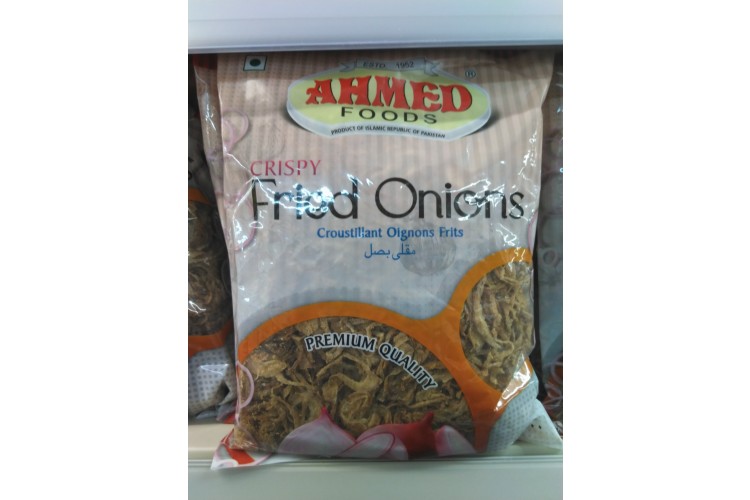 ESTD 1952
AHMED®
FOODS
PRODUCT OF ISLAMIC REPUBLIC OF PAKISTAN
CRISPY
Fried Onions
Croustillant Oignons Frits
مقلي بصل
PREMIUM QUALITY